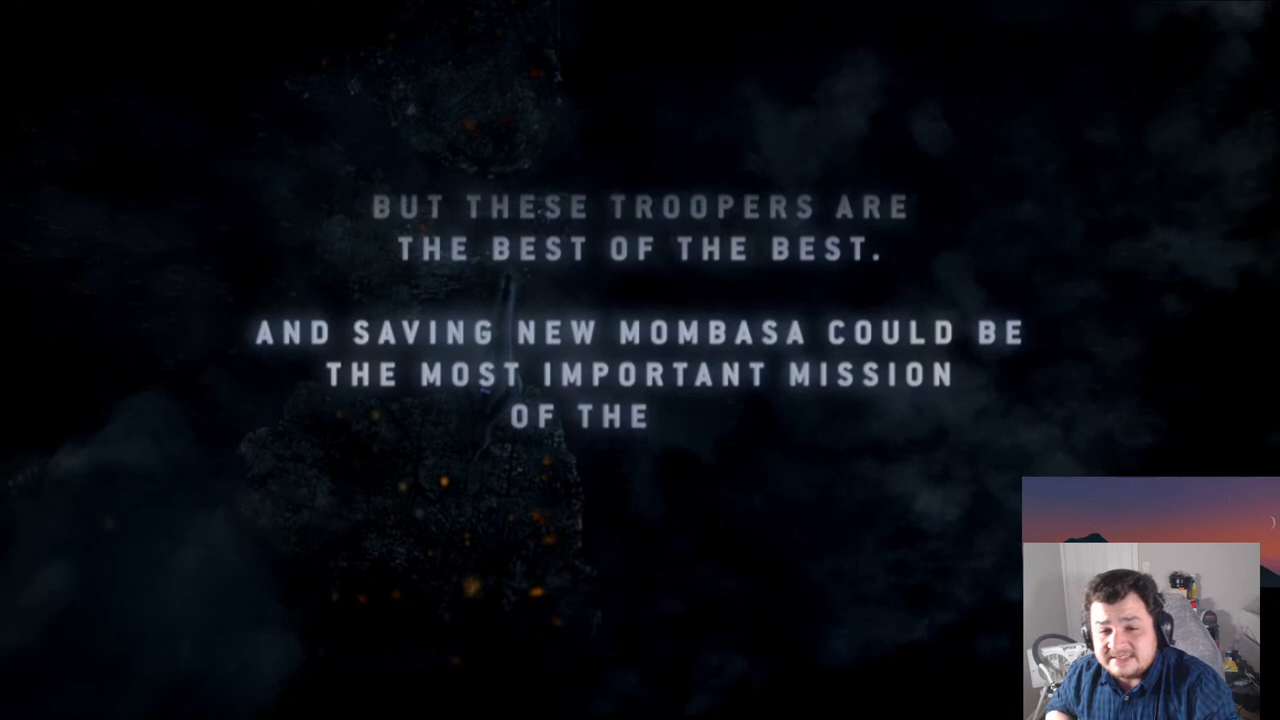 BUT THESE TROOPERS ARE
THE BEST OF THE BEST.
AND SAVING NEW MOMBASA COULD BE
THE MOST IMPORTANT MISSION
OF THE